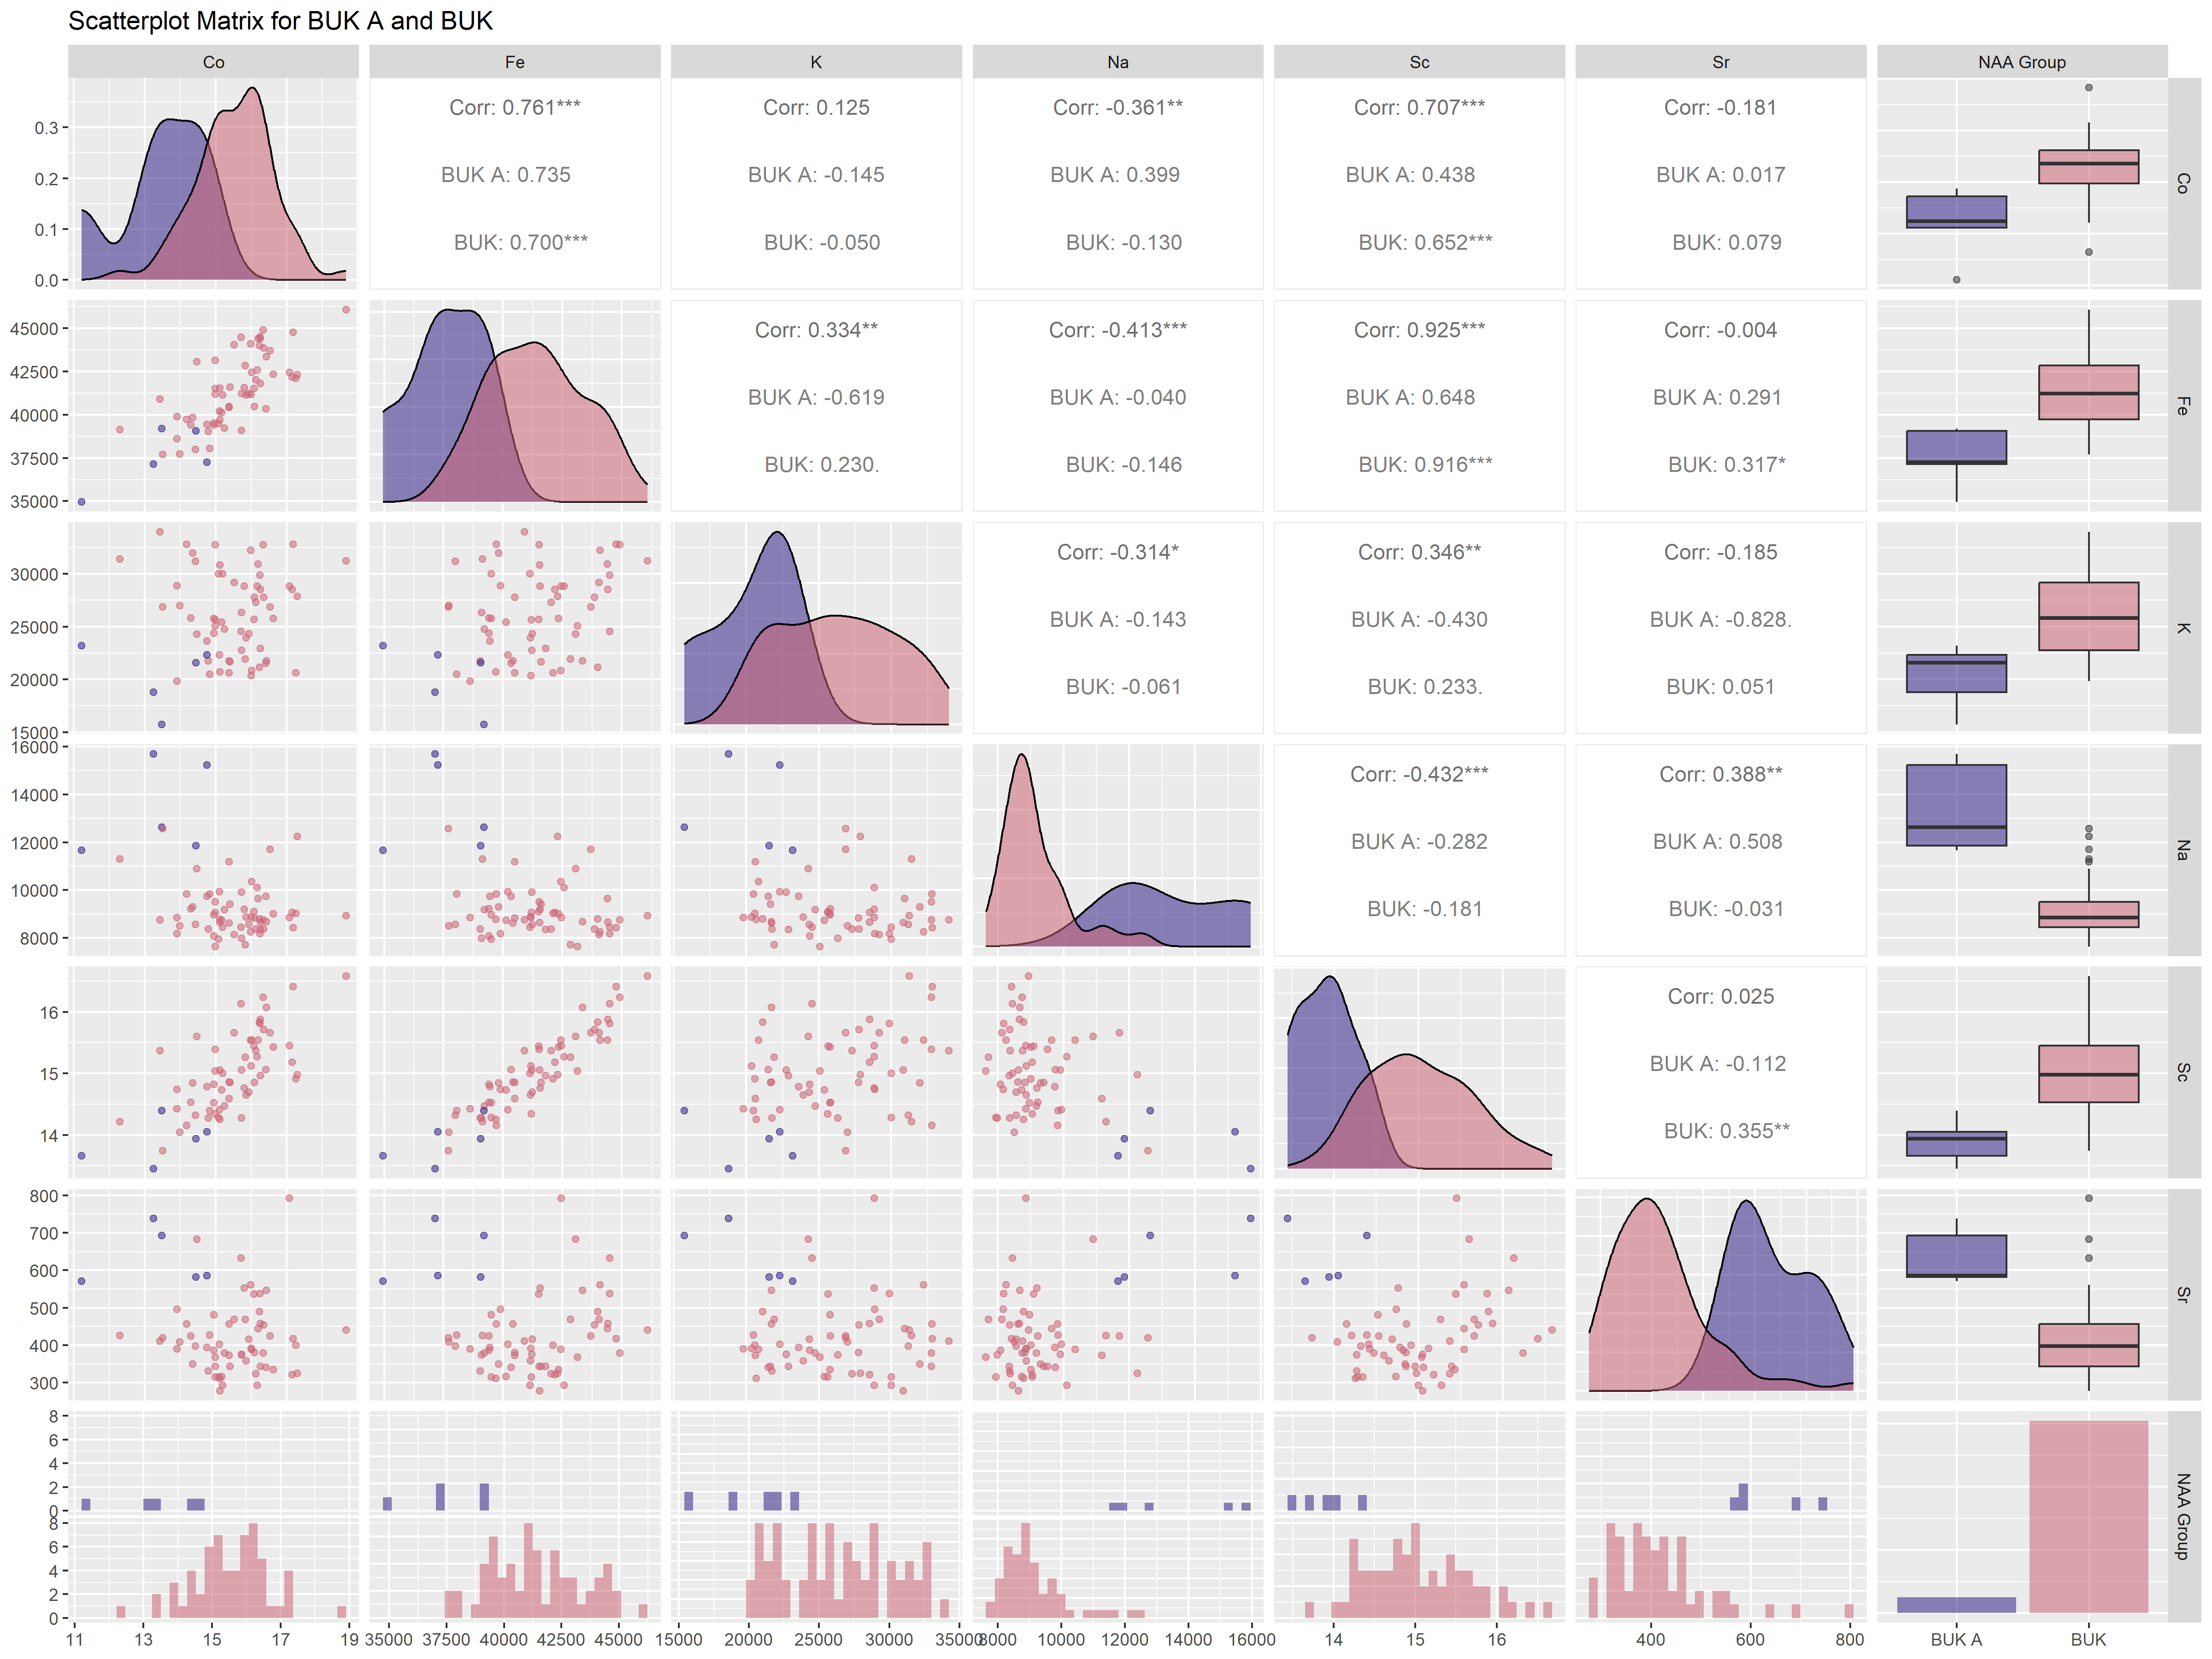 Scatterplot Matrix for BUK A and BUK
Co Fe K Na Sc Sr NAA Group
0.3
0.2
0.1
0.0
Corr: 0.761*** Corr: 0.125 Corr: -0.361** Corr: 0.707*** Corr: -0.181
BUK A: 0.735 BUK A: -0.145 BUK A: 0.399 BUK A: 0.438 BUK A: 0.017
BUK: 0.700*** BUK: -0.050 BUK: -0.130 BUK: 0.652*** BUK: 0.079
Co
45000
42500
40000
37500
35000
Corr: 0.334** Corr: -0.413*** Corr: 0.925*** Corr: -0.004
BUK A: -0.619 BUK A: -0.040 BUK A: 0.648 BUK A: 0.291
BUK: 0.230. BUK: -0.146 BUK: 0.916*** BUK: 0.317*
Fe
30000
25000
20000
15000
Corr: -0.314* Corr: 0.346** Corr: -0.185
BUK A: -0.143 BUK A: -0.430 BUK A: -0.828.
BUK: -0.061 BUK: 0.233. BUK: 0.051
K
16000
14000
12000
10000
8000
Corr: -0.432*** Corr: 0.388**
BUK A: -0.282 BUK A: 0.508
BUK: -0.181 BUK: -0.031
Na
16
15
14
Corr: 0.025
BUK A: -0.112
BUK: 0.355**
Sc
800
700
600
500
400
300
Sr
8
6
4
2
0
8
6
4
2
0
NAA Group
11 13 15 17 19 35000 37500 40000 42500 45000 15000 20000 25000 30000 35000 8000 10000 12000 14000 16000 14 15 16 400 600 800 BUK A BUK